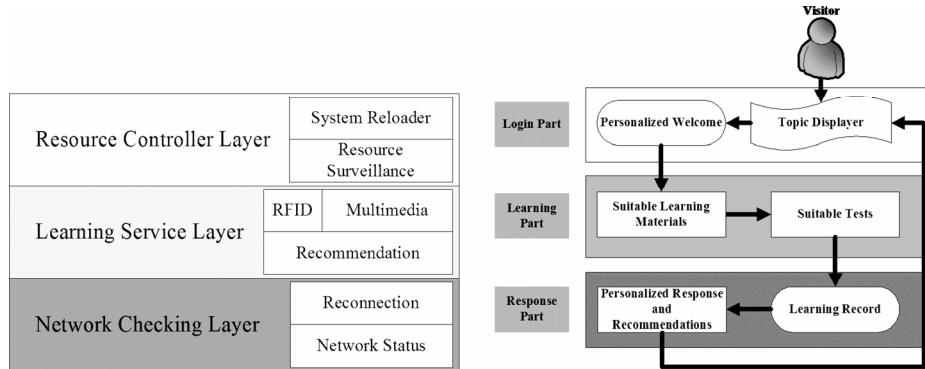 Resource Controller Layer
System Reloader
Resource
Surveillance
Learning Service Layer
RFID
Multimedia
Recommendation
Network Checking Layer
Reconnection
Network Status
Visitor
Login Part
Personalized Welcome
Topic Displayer
Learning
Part
Suitable Learning
Materials
Suitable Tests
Response
Part
Personalized Response
and
Recommendations
Learning Record